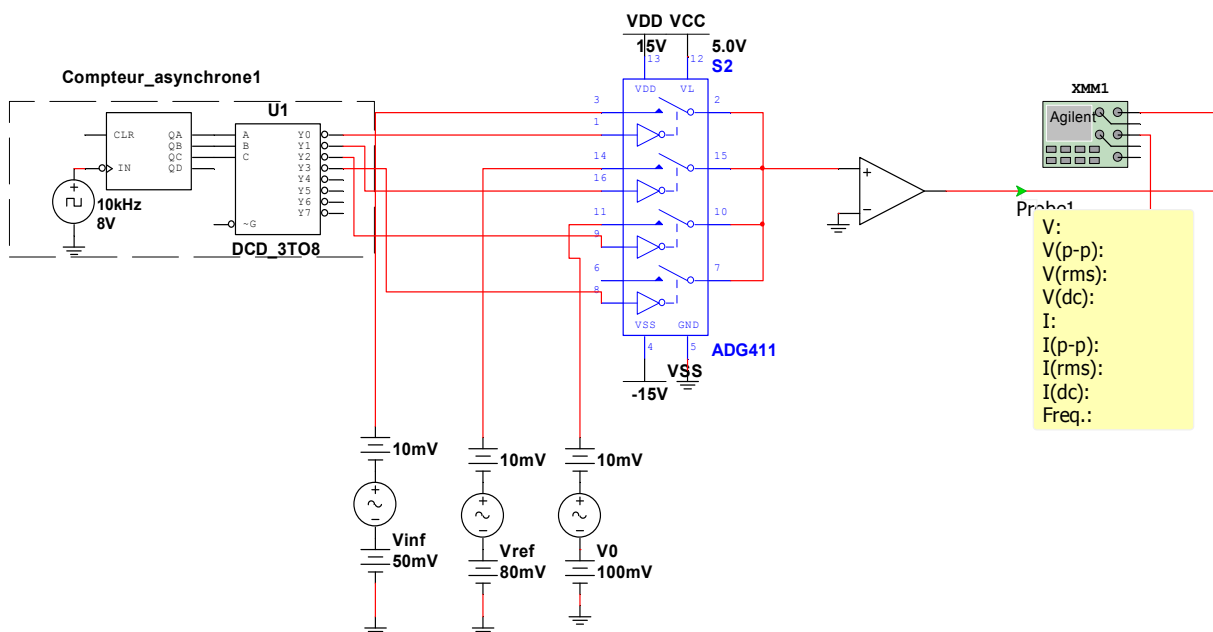 VDD VCC
15V 5.0V
S2
Compteur_asynchrone1
U1
CLR
IN
QA
QB
QC
QD
A
B
C
~G
Y0
Y1
Y2
Y3
Y4
Y5
Y6
Y7
DCD_3TO8
10kHz
8V
13
12
VDD VL
3
2
1
14
15
16
11
10
9
6
7
8
VSS GND
4
5
ADG411
VSS
-15V
XMM1
Agilent
Probe1
V:
V(p-p):
V(rms):
V(dc):
I:
I(p-p):
I(rms):
I(dc):
Freq.:
10mV
10mV
10mV
Vinf
50mV
Vref
80mV
V0
100mV